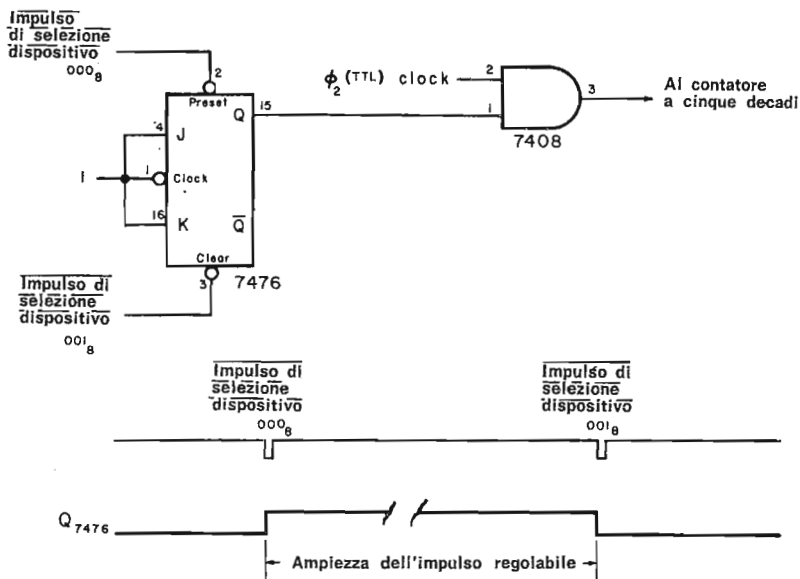 Impulso
di selezione
dispositivo
000₈
2
Preset
15
Q
4
J
1
1
Clock
16
K
Q̅
Clear
3
7476
Impulso di
selezione
dispositivo
001₈
ϕ₂ (TTL) clock
2
1
3
7408
Al contatore
a cinque decadi
Impulso di
selezione
dispositivo
000₈
Impulso di
selezione
dispositivo
001₈
Q₇₄₇₆
Ampiezza dell'impulso regolabile